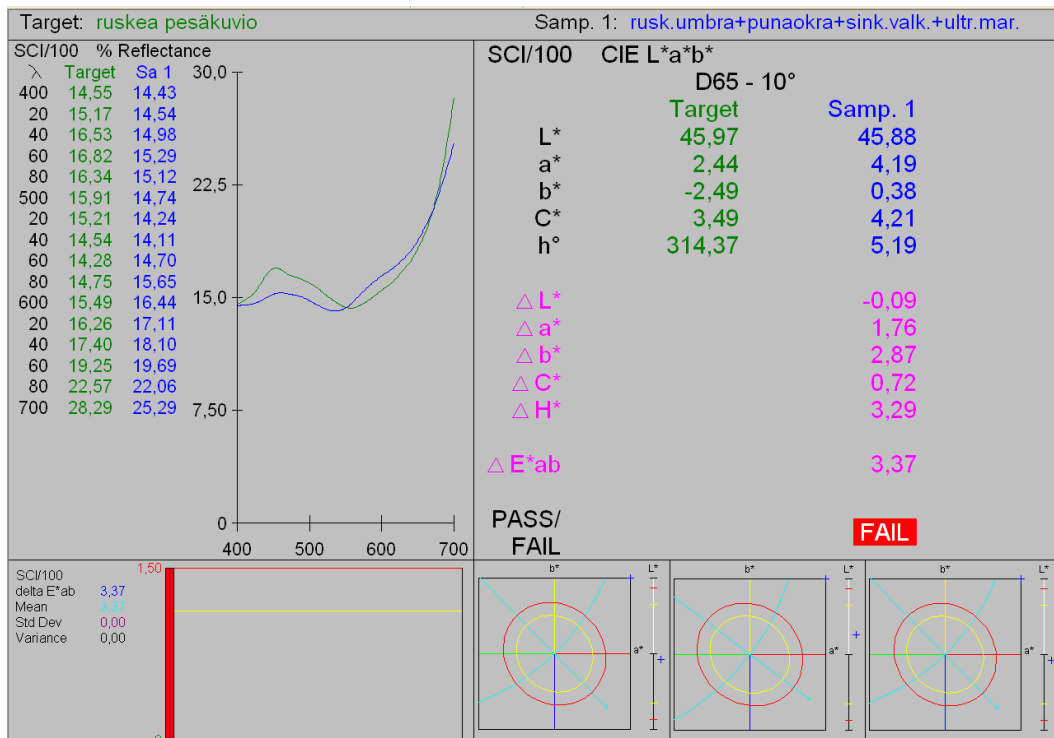 Target: ruskea pesäkuvio
Samp. 1: rusk.umbra+punaokra+sink.valk.+ultr.mar.
SCI/100 % Reflectance
λ Target Sa 1
400 14,55 14,43
20 15,17 14,54
40 16,53 14,98
60 16,82 15,29
80 16,34 15,12
500 15,91 14,74
20 15,21 14,24
40 14,54 14,11
60 14,28 14,70
80 14,75 15,65
600 15,49 16,44
20 16,26 17,11
40 17,40 18,10
60 19,25 19,69
80 22,57 22,06
700 28,29 25,29
30,0
22,5
15,0
7,50
0
400 500 600 700
SCI/100 CIE L*a*b*
D65 - 10°
Target Samp. 1
L* 45,97 45,88
a* 2,44 4,19
b* -2,49 0,38
C* 3,49 4,21
h° 314,37 5,19
△ L* -0,09
△ a* 1,76
△ b* 2,87
△ C* 0,72
△ H* 3,29
△ E*ab 3,37
PASS/
FAIL
FAIL
SCI/100
delta E*ab 3,37
Mean 3,37
Std Dev 0,00
Variance 0,00
1,50
0
b* L*
a*
b* L*
a*
b* L*
a*